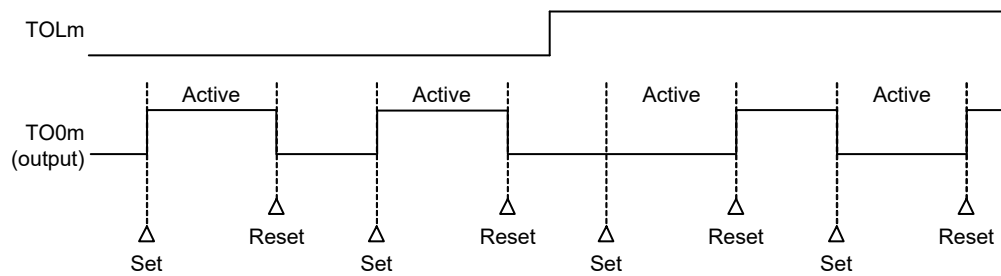 TOLm
Active Active Active Active
TO0m
(output)
Reset Reset Reset Reset
Set Set Set Set